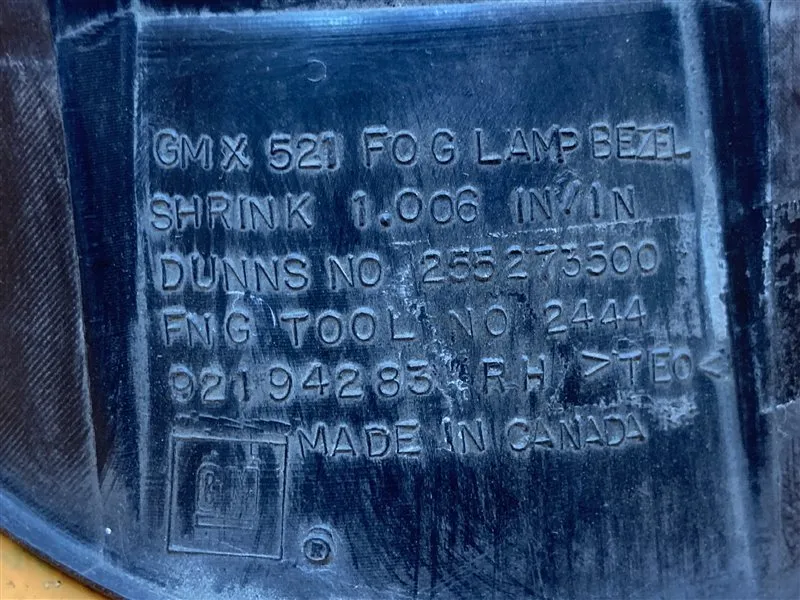 GMX 521 FOG LAMP BEZEL
SHRINK 1.006 IN/IN
DUNNS NO 255273500
FNG TOOL NO 2444
92194283 RH >TEO<
MADE IN CANADA
GM
®